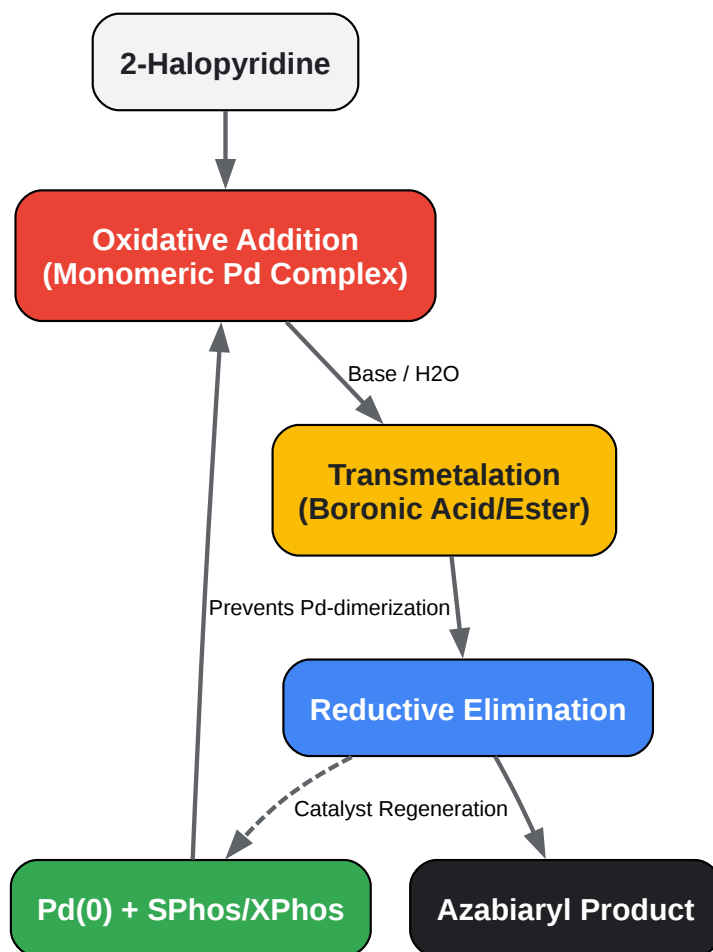 2-Halopyridine
Oxidative Addition
(Monomeric Pd Complex)
Base / H2O
Transmetalation
(Boronic Acid/Ester)
Prevents Pd-dimerization
Reductive Elimination
Catalyst Regeneration
Pd(0) + SPhos/XPhos
Azabiaryl Product